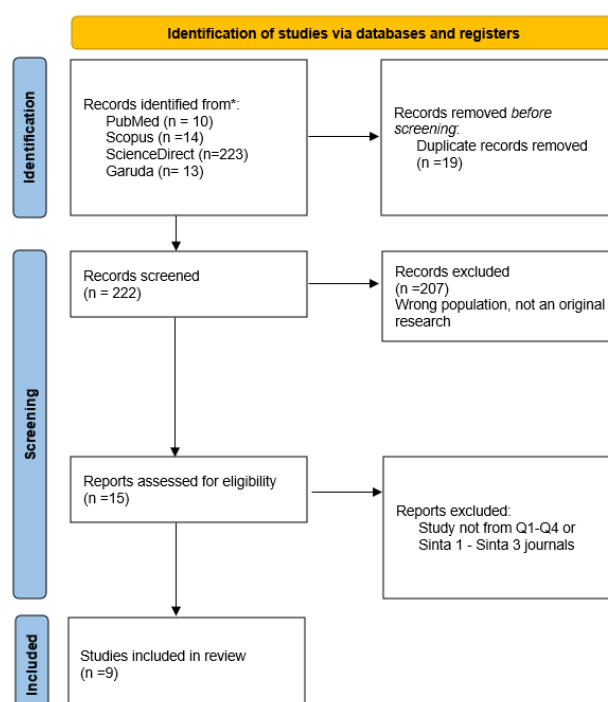 Identification of studies via databases and registers
Identification
Records identified from*:
PubMed (n = 10)
Scopus (n =14)
ScienceDirect (n=223)
Garuda (n= 13)
Records removed before
screening:
Duplicate records removed
(n =19)
Screening
Records screened
(n = 222)
Records excluded
(n =207)
Wrong population, not an original
research
Reports assessed for eligibility
(n =15)
Reports excluded:
Study not from Q1-Q4 or
Sinta 1 - Sinta 3 journals
Included
Studies included in review
(n =9)